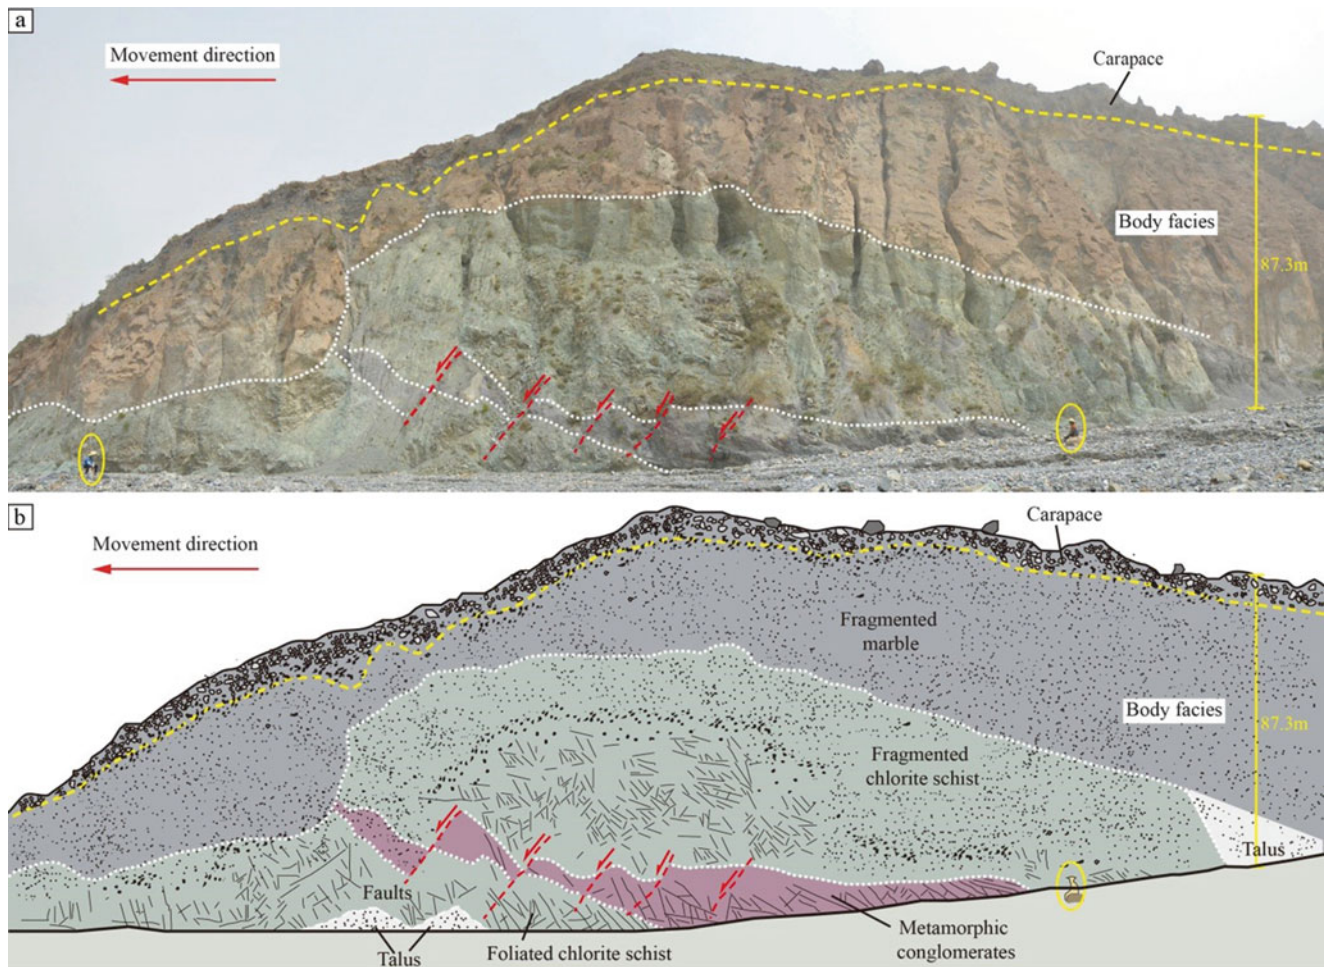 a
Movement direction
Carapace
Body facies
87.3m
b
Movement direction
Carapace
Fragmented
marble
Body facies
87.3m
Fragmented
chlorite schist
Talus
Faults
Talus
Foliated chlorite schist
Metamorphic
conglomerates